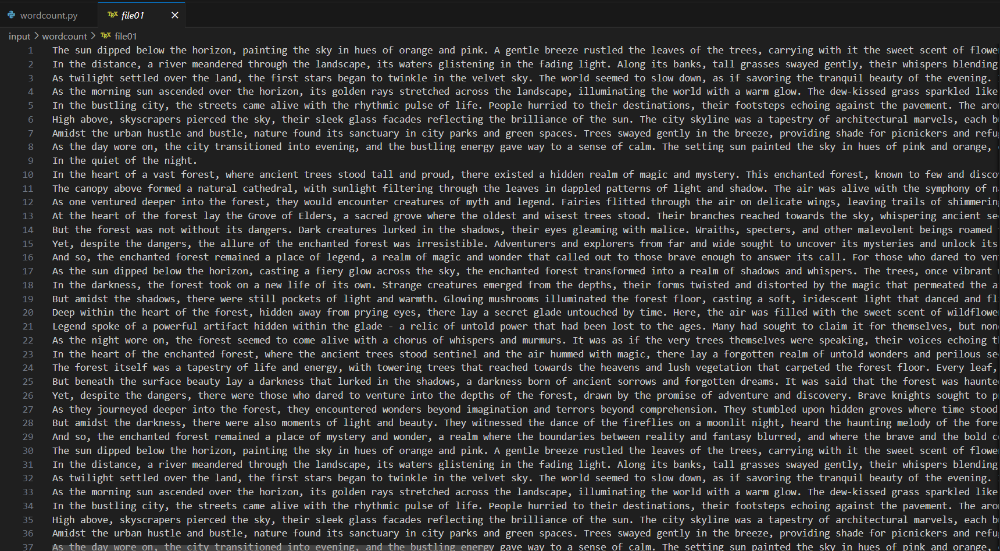 wordcount.py
TEX file01 ×
input > wordcount > TEX file01
1 The sun dipped below the horizon, painting the sky in hues of orange and pink. A gentle breeze rustled the leaves of the trees, carrying with it the sweet scent of flowe
2 In the distance, a river meandered through the landscape, its waters glistening in the fading light. Along its banks, tall grasses swayed gently, their whispers blending
3 As twilight settled over the land, the first stars began to twinkle in the velvet sky. The world seemed to slow down, as if savoring the tranquil beauty of the evening.
4 As the morning sun ascended over the horizon, its golden rays stretched across the landscape, illuminating the world with a warm glow. The dew-kissed grass sparkled like
5 In the bustling city, the streets came alive with the rhythmic pulse of life. People hurried to their destinations, their footsteps echoing against the pavement. The aro
6 High above, skyscrapers pierced the sky, their sleek glass facades reflecting the brilliance of the sun. The city skyline was a tapestry of architectural marvels, each b
7 Amidst the urban hustle and bustle, nature found its sanctuary in city parks and green spaces. Trees swayed gently in the breeze, providing shade for picnickers and refu
8 As the day wore on, the city transitioned into evening, and the bustling energy gave way to a sense of calm. The setting sun painted the sky in hues of pink and orange,
9 In the quiet of the night.
10 In the heart of a vast forest, where ancient trees stood tall and proud, there existed a hidden realm of magic and mystery. This enchanted forest, known to few and disco
11 The canopy above formed a natural cathedral, with sunlight filtering through the leaves in dappled patterns of light and shadow. The air was alive with the symphony of n
12 As one ventured deeper into the forest, they would encounter creatures of myth and legend. Fairies flitted through the air on delicate wings, leaving trails of shimmerin
13 At the heart of the forest lay the Grove of Elders, a sacred grove where the oldest and wisest trees stood. Their branches reached towards the sky, whispering ancient se
14 But the forest was not without its dangers. Dark creatures lurked in the shadows, their eyes gleaming with malice. Wraiths, specters, and other malevolent beings roamed
15 Yet, despite the dangers, the allure of the enchanted forest was irresistible. Adventurers and explorers from far and wide sought to uncover its mysteries and unlock its
16 And so, the enchanted forest remained a place of legend, a realm of magic and wonder that called out to those brave enough to answer its call. For those who dared to ven
17 As the sun dipped below the horizon, casting a fiery glow across the sky, the enchanted forest transformed into a realm of shadows and whispers. The trees, once vibrant
18 In the darkness, the forest took on a new life of its own. Strange creatures emerged from the depths, their forms twisted and distorted by the magic that permeated the a
19 But amidst the shadows, there were still pockets of light and warmth. Glowing mushrooms illuminated the forest floor, casting a soft, iridescent light that danced and fl
20 Deep within the heart of the forest, hidden away from prying eyes, there lay a secret glade untouched by time. Here, the air was filled with the sweet scent of wildflowe
21 Legend spoke of a powerful artifact hidden within the glade - a relic of untold power that had been lost to the ages. Many had sought to claim it for themselves, but non
22 As the night wore on, the forest seemed to come alive with a chorus of whispers and murmurs. It was as if the very trees themselves were speaking, their voices echoing t
23 In the heart of the enchanted forest, where the ancient trees stood sentinel and the air hummed with magic, there lay a forgotten realm of untold wonders and perilous se
24 The forest itself was a tapestry of life and energy, with towering trees that reached towards the heavens and lush vegetation that carpeted the forest floor. Every leaf,
25 But beneath the surface beauty lay a darkness that lurked in the shadows, a darkness born of ancient sorrows and forgotten dreams. It was said that the forest was haunte
26 Yet, despite the dangers, there were those who dared to venture into the depths of the forest, drawn by the promise of adventure and discovery. Brave knights sought to p
27 As they journeyed deeper into the forest, they encountered wonders beyond imagination and terrors beyond comprehension. They stumbled upon hidden groves where time stood
28 But amidst the darkness, there were also moments of light and beauty. They witnessed the dance of the fireflies on a moonlit night, heard the haunting melody of the fore
29 And so, the enchanted forest remained a place of mystery and wonder, a realm where the boundaries between reality and fantasy blurred, and where the brave and the bold c
30 The sun dipped below the horizon, painting the sky in hues of orange and pink. A gentle breeze rustled the leaves of the trees, carrying with it the sweet scent of flowe
31 In the distance, a river meandered through the landscape, its waters glistening in the fading light. Along its banks, tall grasses swayed gently, their whispers blending
32 As twilight settled over the land, the first stars began to twinkle in the velvet sky. The world seemed to slow down, as if savoring the tranquil beauty of the evening.
33 As the morning sun ascended over the horizon, its golden rays stretched across the landscape, illuminating the world with a warm glow. The dew-kissed grass sparkled like
34 In the bustling city, the streets came alive with the rhythmic pulse of life. People hurried to their destinations, their footsteps echoing against the pavement. The aro
35 High above, skyscrapers pierced the sky, their sleek glass facades reflecting the brilliance of the sun. The city skyline was a tapestry of architectural marvels, each b
36 Amidst the urban hustle and bustle, nature found its sanctuary in city parks and green spaces. Trees swayed gently in the breeze, providing shade for picnickers and refu
37 As the day wore on, the city transitioned into evening, and the bustling energy gave way to a sense of calm. The setting sun painted the sky in hues of pink and orange,